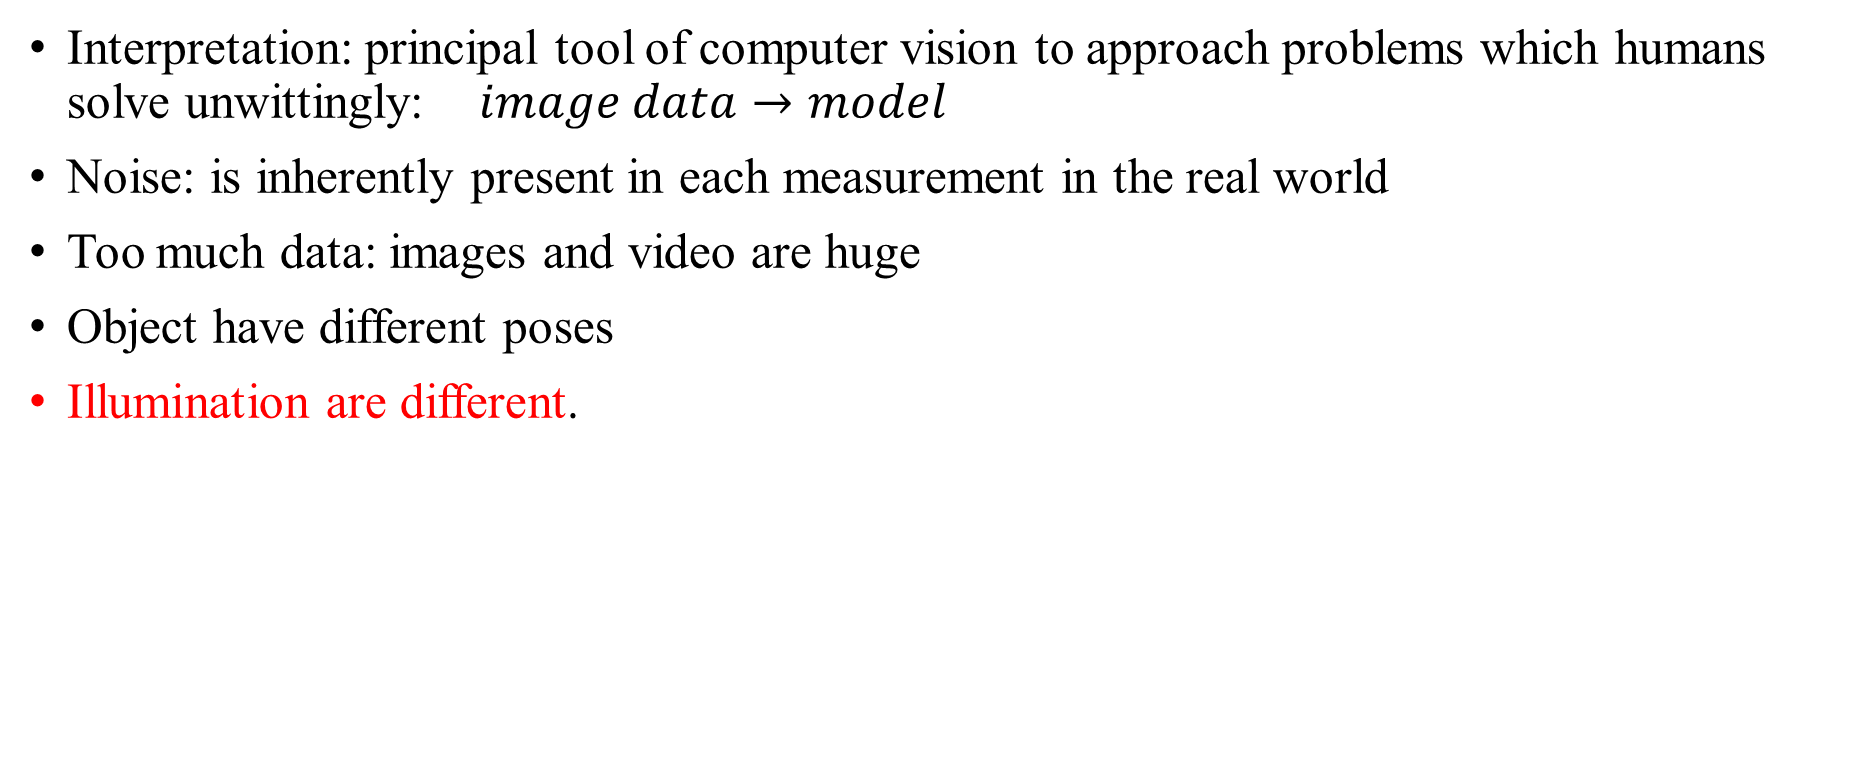 • Interpretation: principal tool of computer vision to approach problems which humans
solve unwittingly: image data → model
• Noise: is inherently present in each measurement in the real world
• Too much data: images and video are huge
• Object have different poses
• Illumination are different.